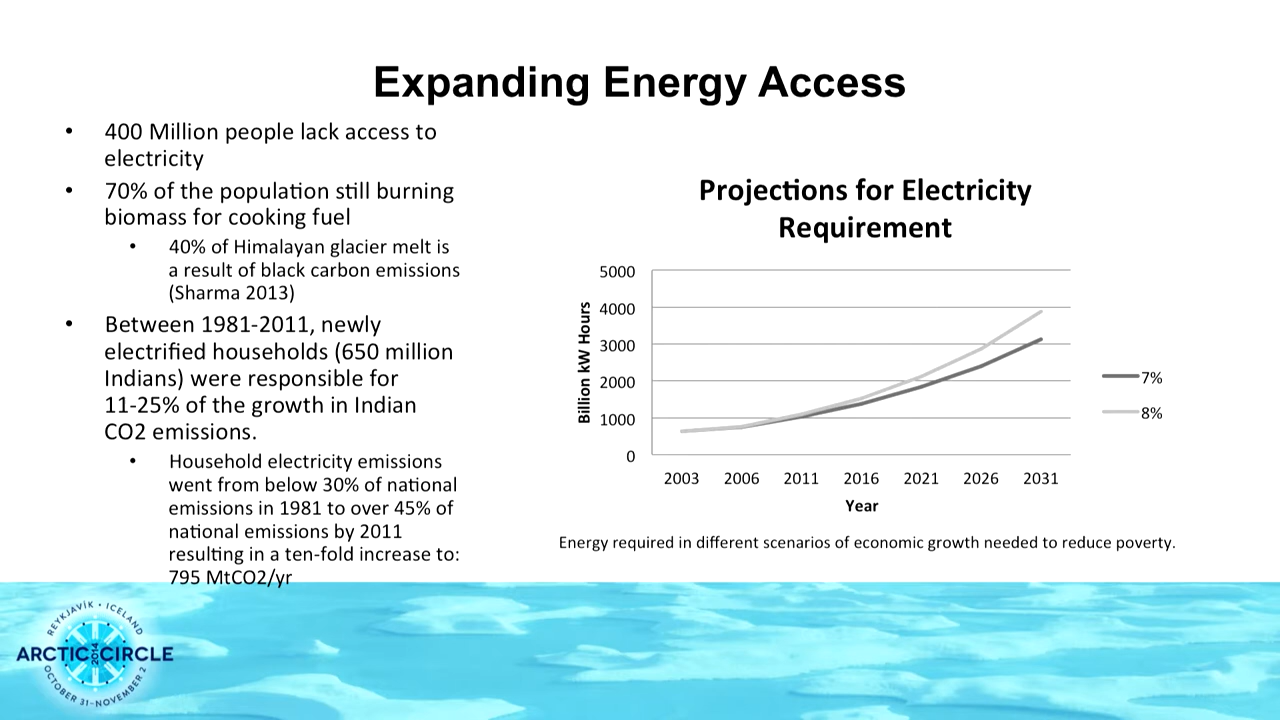 Expanding Energy Access
• 400 Million people lack access to
electricity
• 70% of the population still burning
biomass for cooking fuel
• 40% of Himalayan glacier melt is
a result of black carbon emissions
(Sharma 2013)
• Between 1981-2011, newly
electrified households (650 million
Indians) were responsible for
11-25% of the growth in Indian
CO2 emissions.
• Household electricity emissions
went from below 30% of national
emissions in 1981 to over 45% of
national emissions by 2011
resulting in a ten-fold increase to:
795 MtCO2/yr
Projections for Electricity
Requirement
Billion kW Hours
5000
4000
3000
2000
1000
0
2003 2006 2011 2016 2021 2026 2031
Year
7%
8%
Energy required in different scenarios of economic growth needed to reduce poverty.
REYKJAVÍK • ICELAND
ARCTIC CIRCLE
2014
OCTOBER 31–NOVEMBER 2